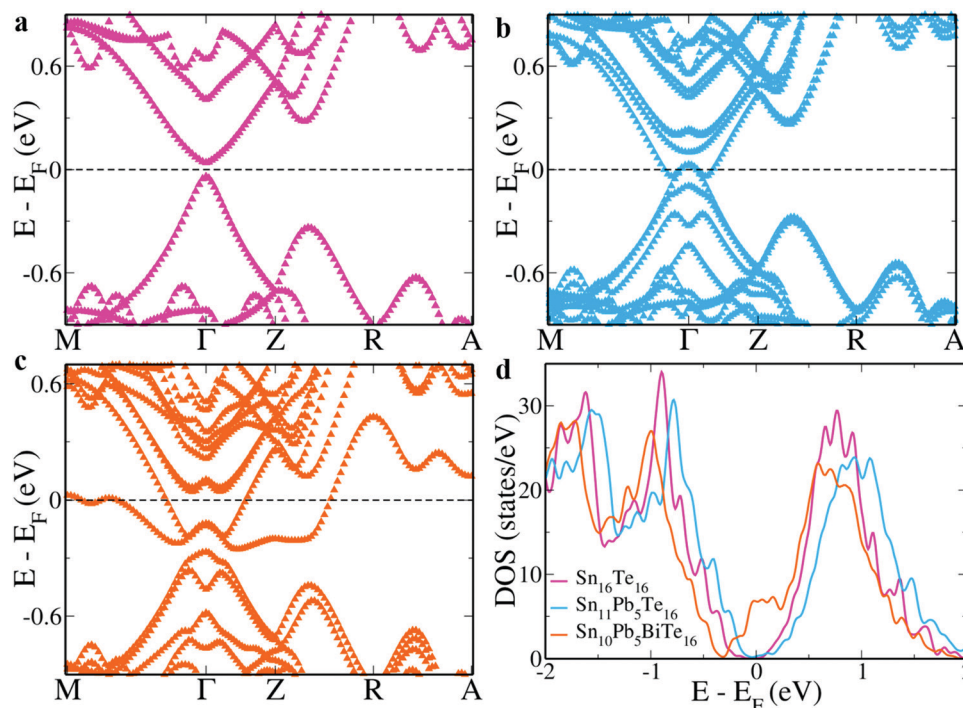 a
0.6
0
-0.6
E - E_F (eV)
M Γ Z R A
b
0.6
0
-0.6
E - E_F (eV)
M Γ Z R A
c
0.6
0
-0.6
E - E_F (eV)
M Γ Z R A
d
30
20
10
0
DOS (states/eV)
Sn₁₆Te₁₆
Sn₁₁Pb₅Te₁₆
Sn₁₀Pb₅BiTe₁₆
-2 -1 0 1 2
E - E_F (eV)